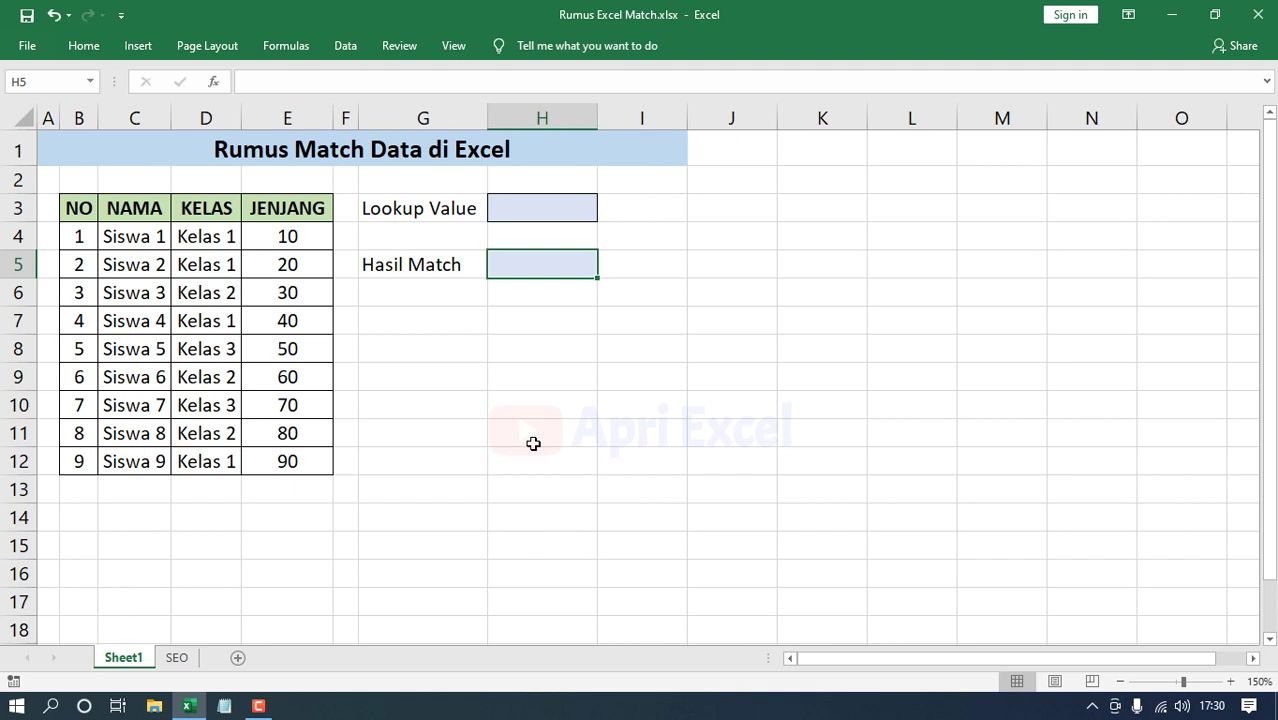 Rumus Excel Match.xlsx - Excel
Sign in
File Home Insert Page Layout Formulas Data Review View Tell me what you want to do Share
H5 fx
A B C D E F G H I J K L M N O
1 Rumus Match Data di Excel
2
3 NO NAMA KELAS JENJANG Lookup Value
4 1 Siswa 1 Kelas 1 10
5 2 Siswa 2 Kelas 1 20 Hasil Match
6 3 Siswa 3 Kelas 2 30
7 4 Siswa 4 Kelas 1 40
8 5 Siswa 5 Kelas 3 50
9 6 Siswa 6 Kelas 2 60
10 7 Siswa 7 Kelas 3 70
11 8 Siswa 8 Kelas 2 80 Apri Excel
12 9 Siswa 9 Kelas 1 90
13
14
15
16
17
18
Sheet1 SEO
150%
17:30